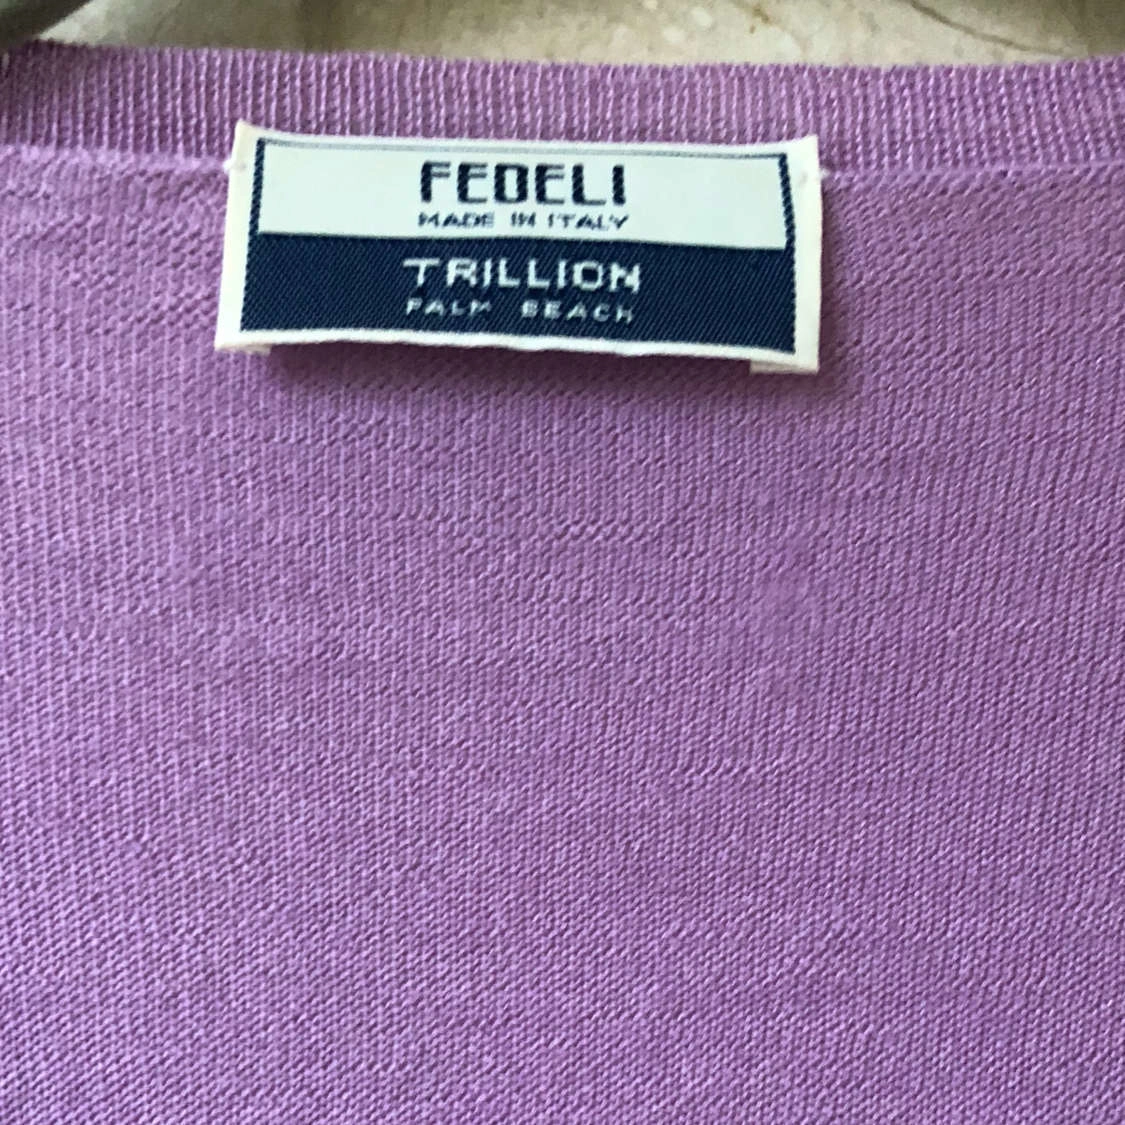 FEDELI
MADE IN ITALY
TRILLION
PALM BEACH